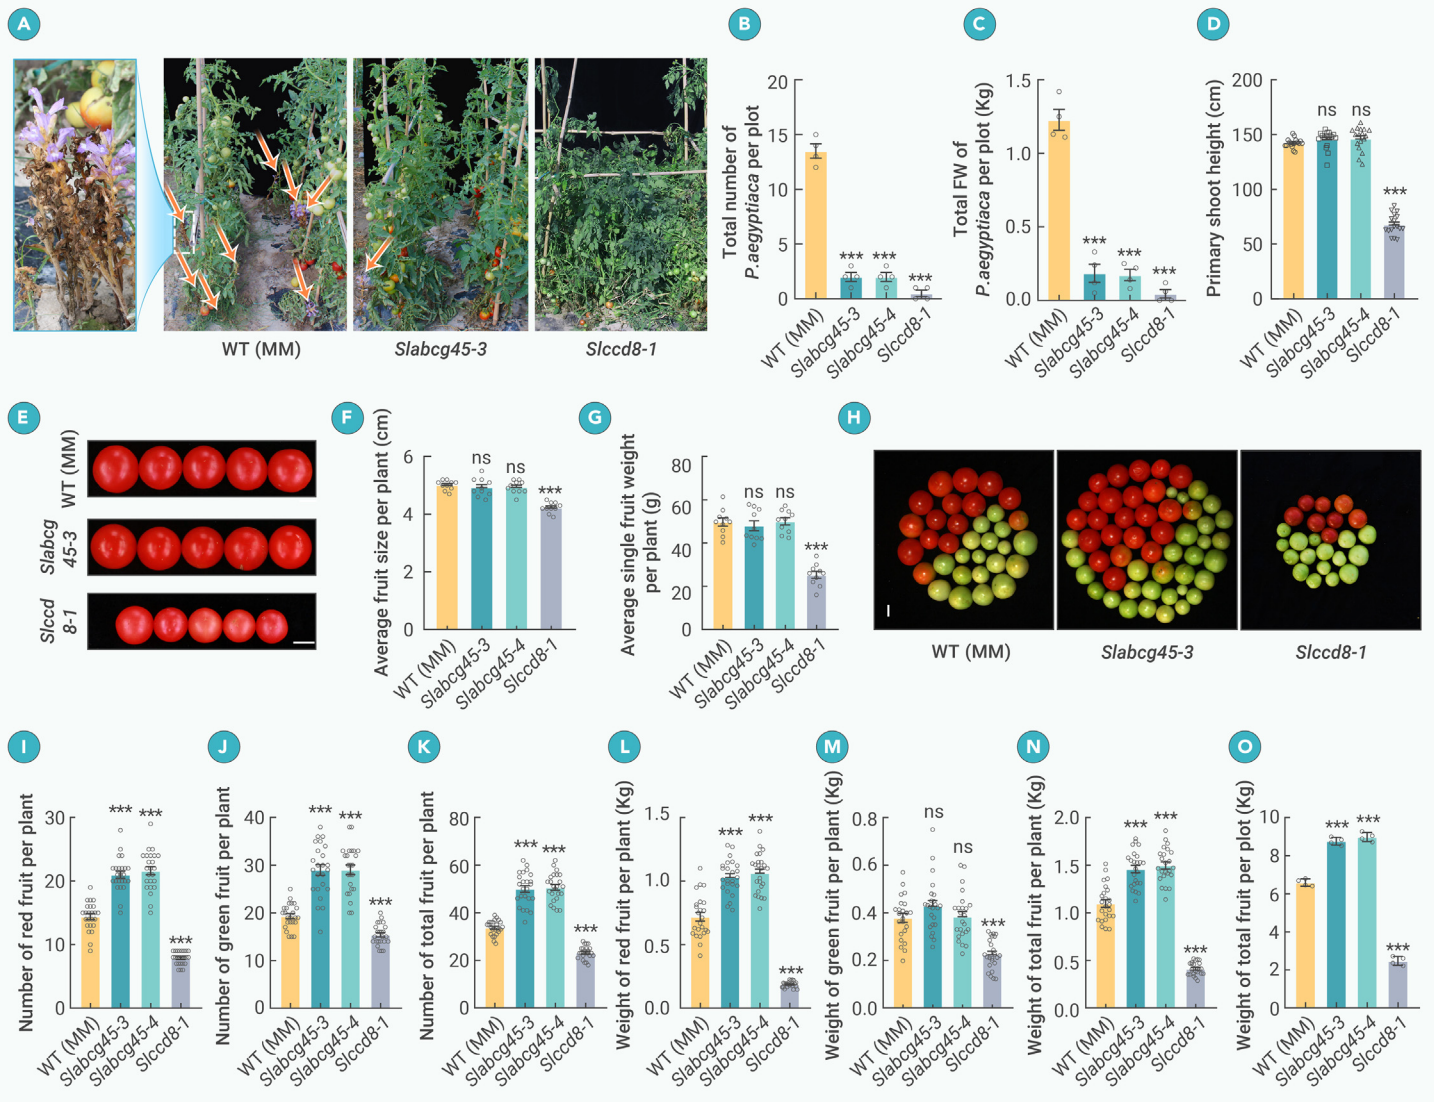 A
WT (MM)
Slabcg45-3
Slccd8-1
B
Total number of
P.aegyptiaca per plot
20
15
10
5
0
***
***
***
WT (MM)
Slabcg45-3
Slabcg45-4
Slccd8-1
C
Total FW of
P.aegyptiaca per plot (Kg)
1.5
1.0
0.5
0.0
***
***
***
WT (MM)
Slabcg45-3
Slabcg45-4
Slccd8-1
D
Primary shoot height (cm)
200
150
100
50
0
ns
ns
***
WT (MM)
Slabcg45-3
Slabcg45-4
Slccd8-1
E
WT (MM)
Slabcg
45-3
Slccd
8-1
F
Average fruit size per plant (cm)
6
4
2
0
ns
ns
***
WT (MM)
Slabcg45-3
Slabcg45-4
Slccd8-1
G
Average single fruit weight
per plant (g)
80
60
40
20
0
ns
ns
***
WT (MM)
Slabcg45-3
Slabcg45-4
Slccd8-1
H
WT (MM)
Slabcg45-3
Slccd8-1
I
Number of red fruit per plant
30
20
10
0
***
***
***
WT (MM)
Slabcg45-3
Slabcg45-4
Slccd8-1
J
Number of green fruit per plant
40
30
20
10
0
***
***
***
WT (MM)
Slabcg45-3
Slabcg45-4
Slccd8-1
K
Number of total fruit per plant
80
60
40
20
0
***
***
***
WT (MM)
Slabcg45-3
Slabcg45-4
Slccd8-1
L
Weight of red fruit per plant (Kg)
1.5
1.0
0.5
0.0
***
***
***
WT (MM)
Slabcg45-3
Slabcg45-4
Slccd8-1
M
Weight of green fruit per plant (Kg)
0.8
0.6
0.4
0.2
0.0
ns
ns
***
WT (MM)
Slabcg45-3
Slabcg45-4
Slccd8-1
N
Weight of total fruit per plant (Kg)
2.0
1.5
1.0
0.5
0.0
***
***
***
WT (MM)
Slabcg45-3
Slabcg45-4
Slccd8-1
O
Weight of total fruit per plot (Kg)
10
8
6
4
2
0
***
***
***
WT (MM)
Slabcg45-3
Slabcg45-4
Slccd8-1